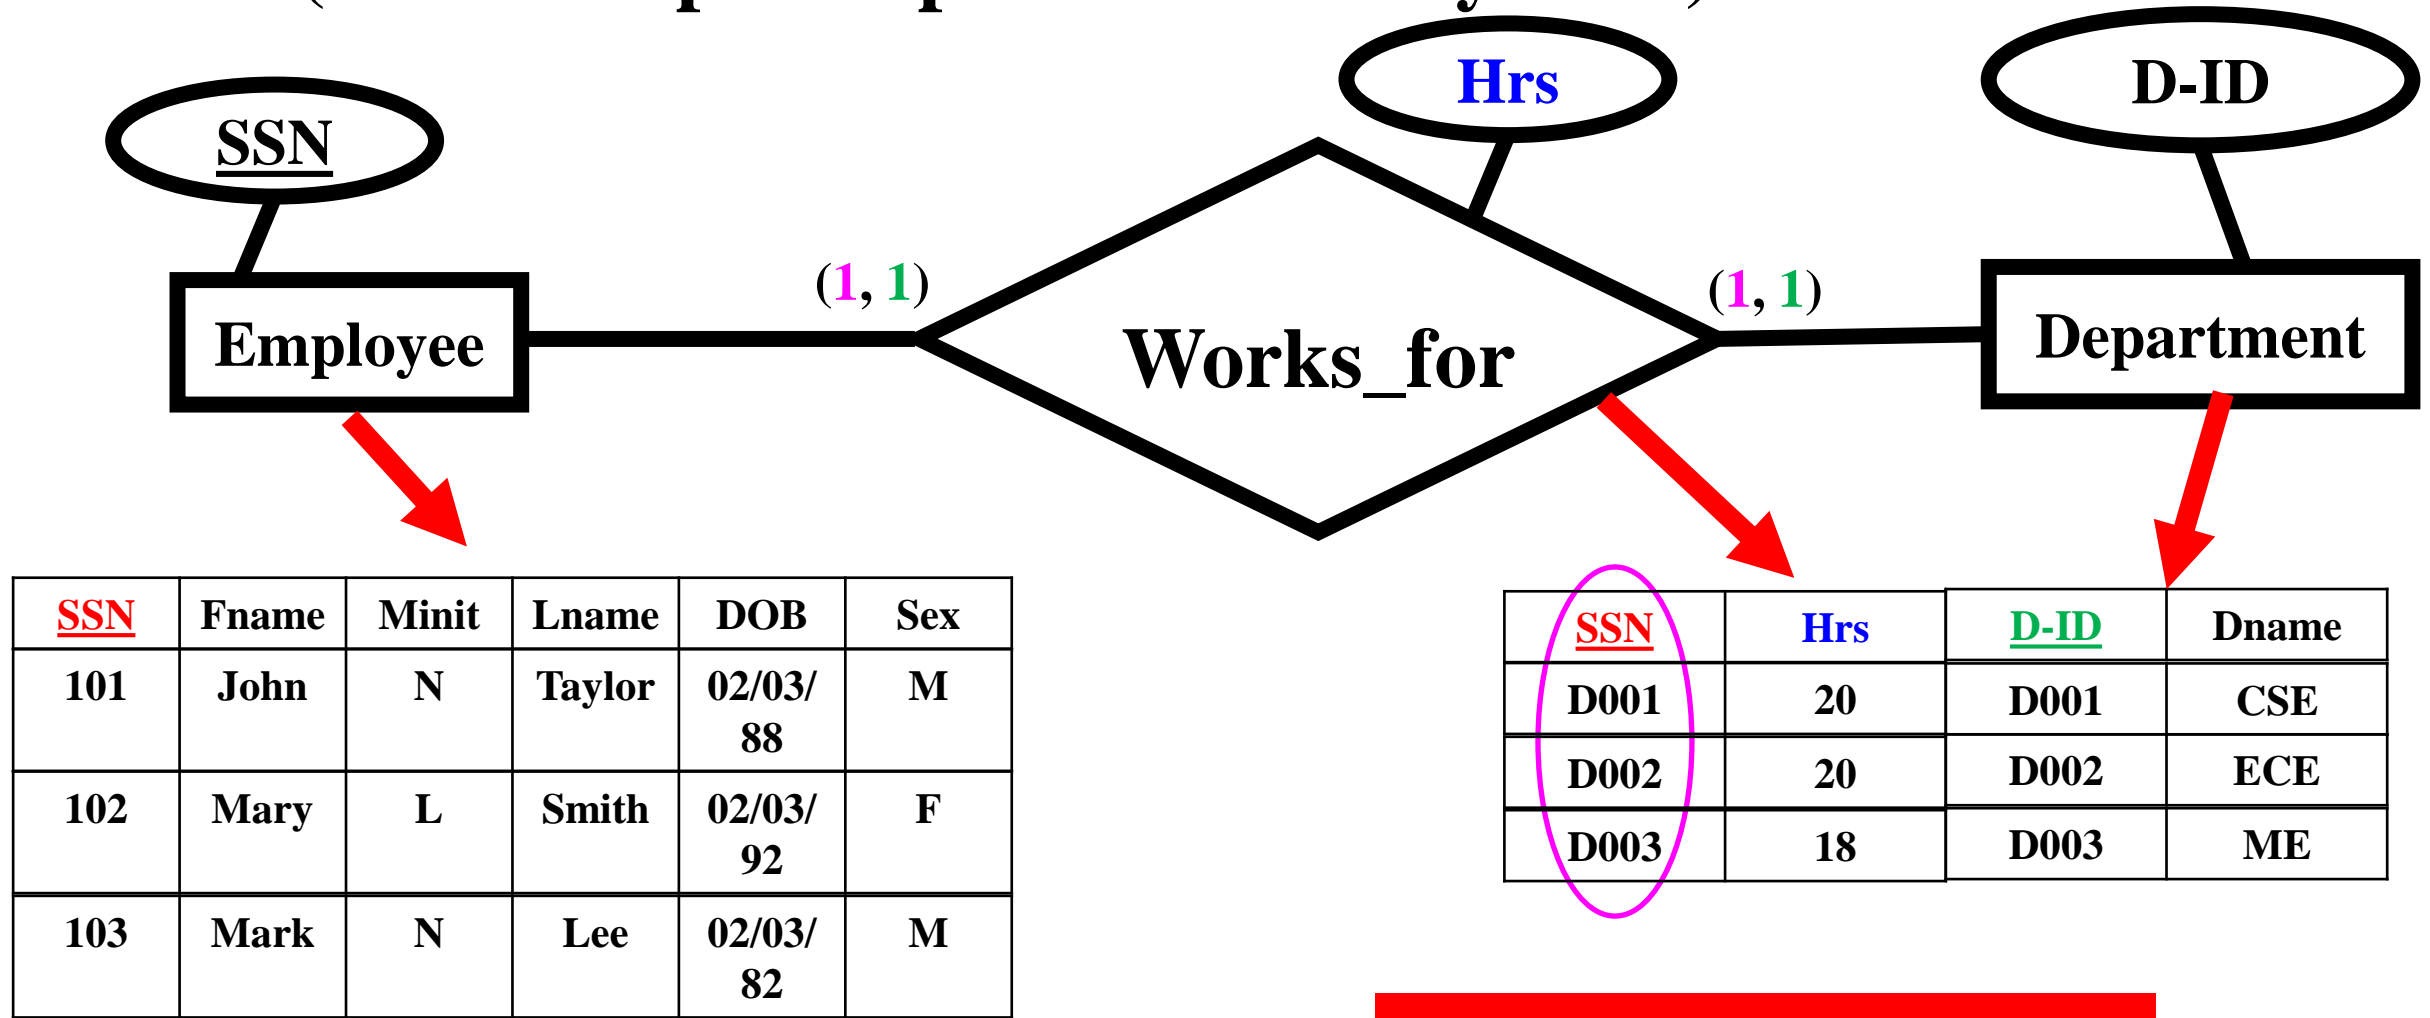 Hrs
D-ID
SSN
(1, 1)
(1, 1)
Employee
Works_for
Department
SSN Fname Minit Lname DOB Sex
101 John N Taylor 02/03/
88
M
102 Mary L Smith 02/03/
92
F
103 Mark N Lee 02/03/
82
M
SSN Hrs D-ID Dname
D001 20 D001 CSE
D002 20 D002 ECE
D003 18 D003 ME